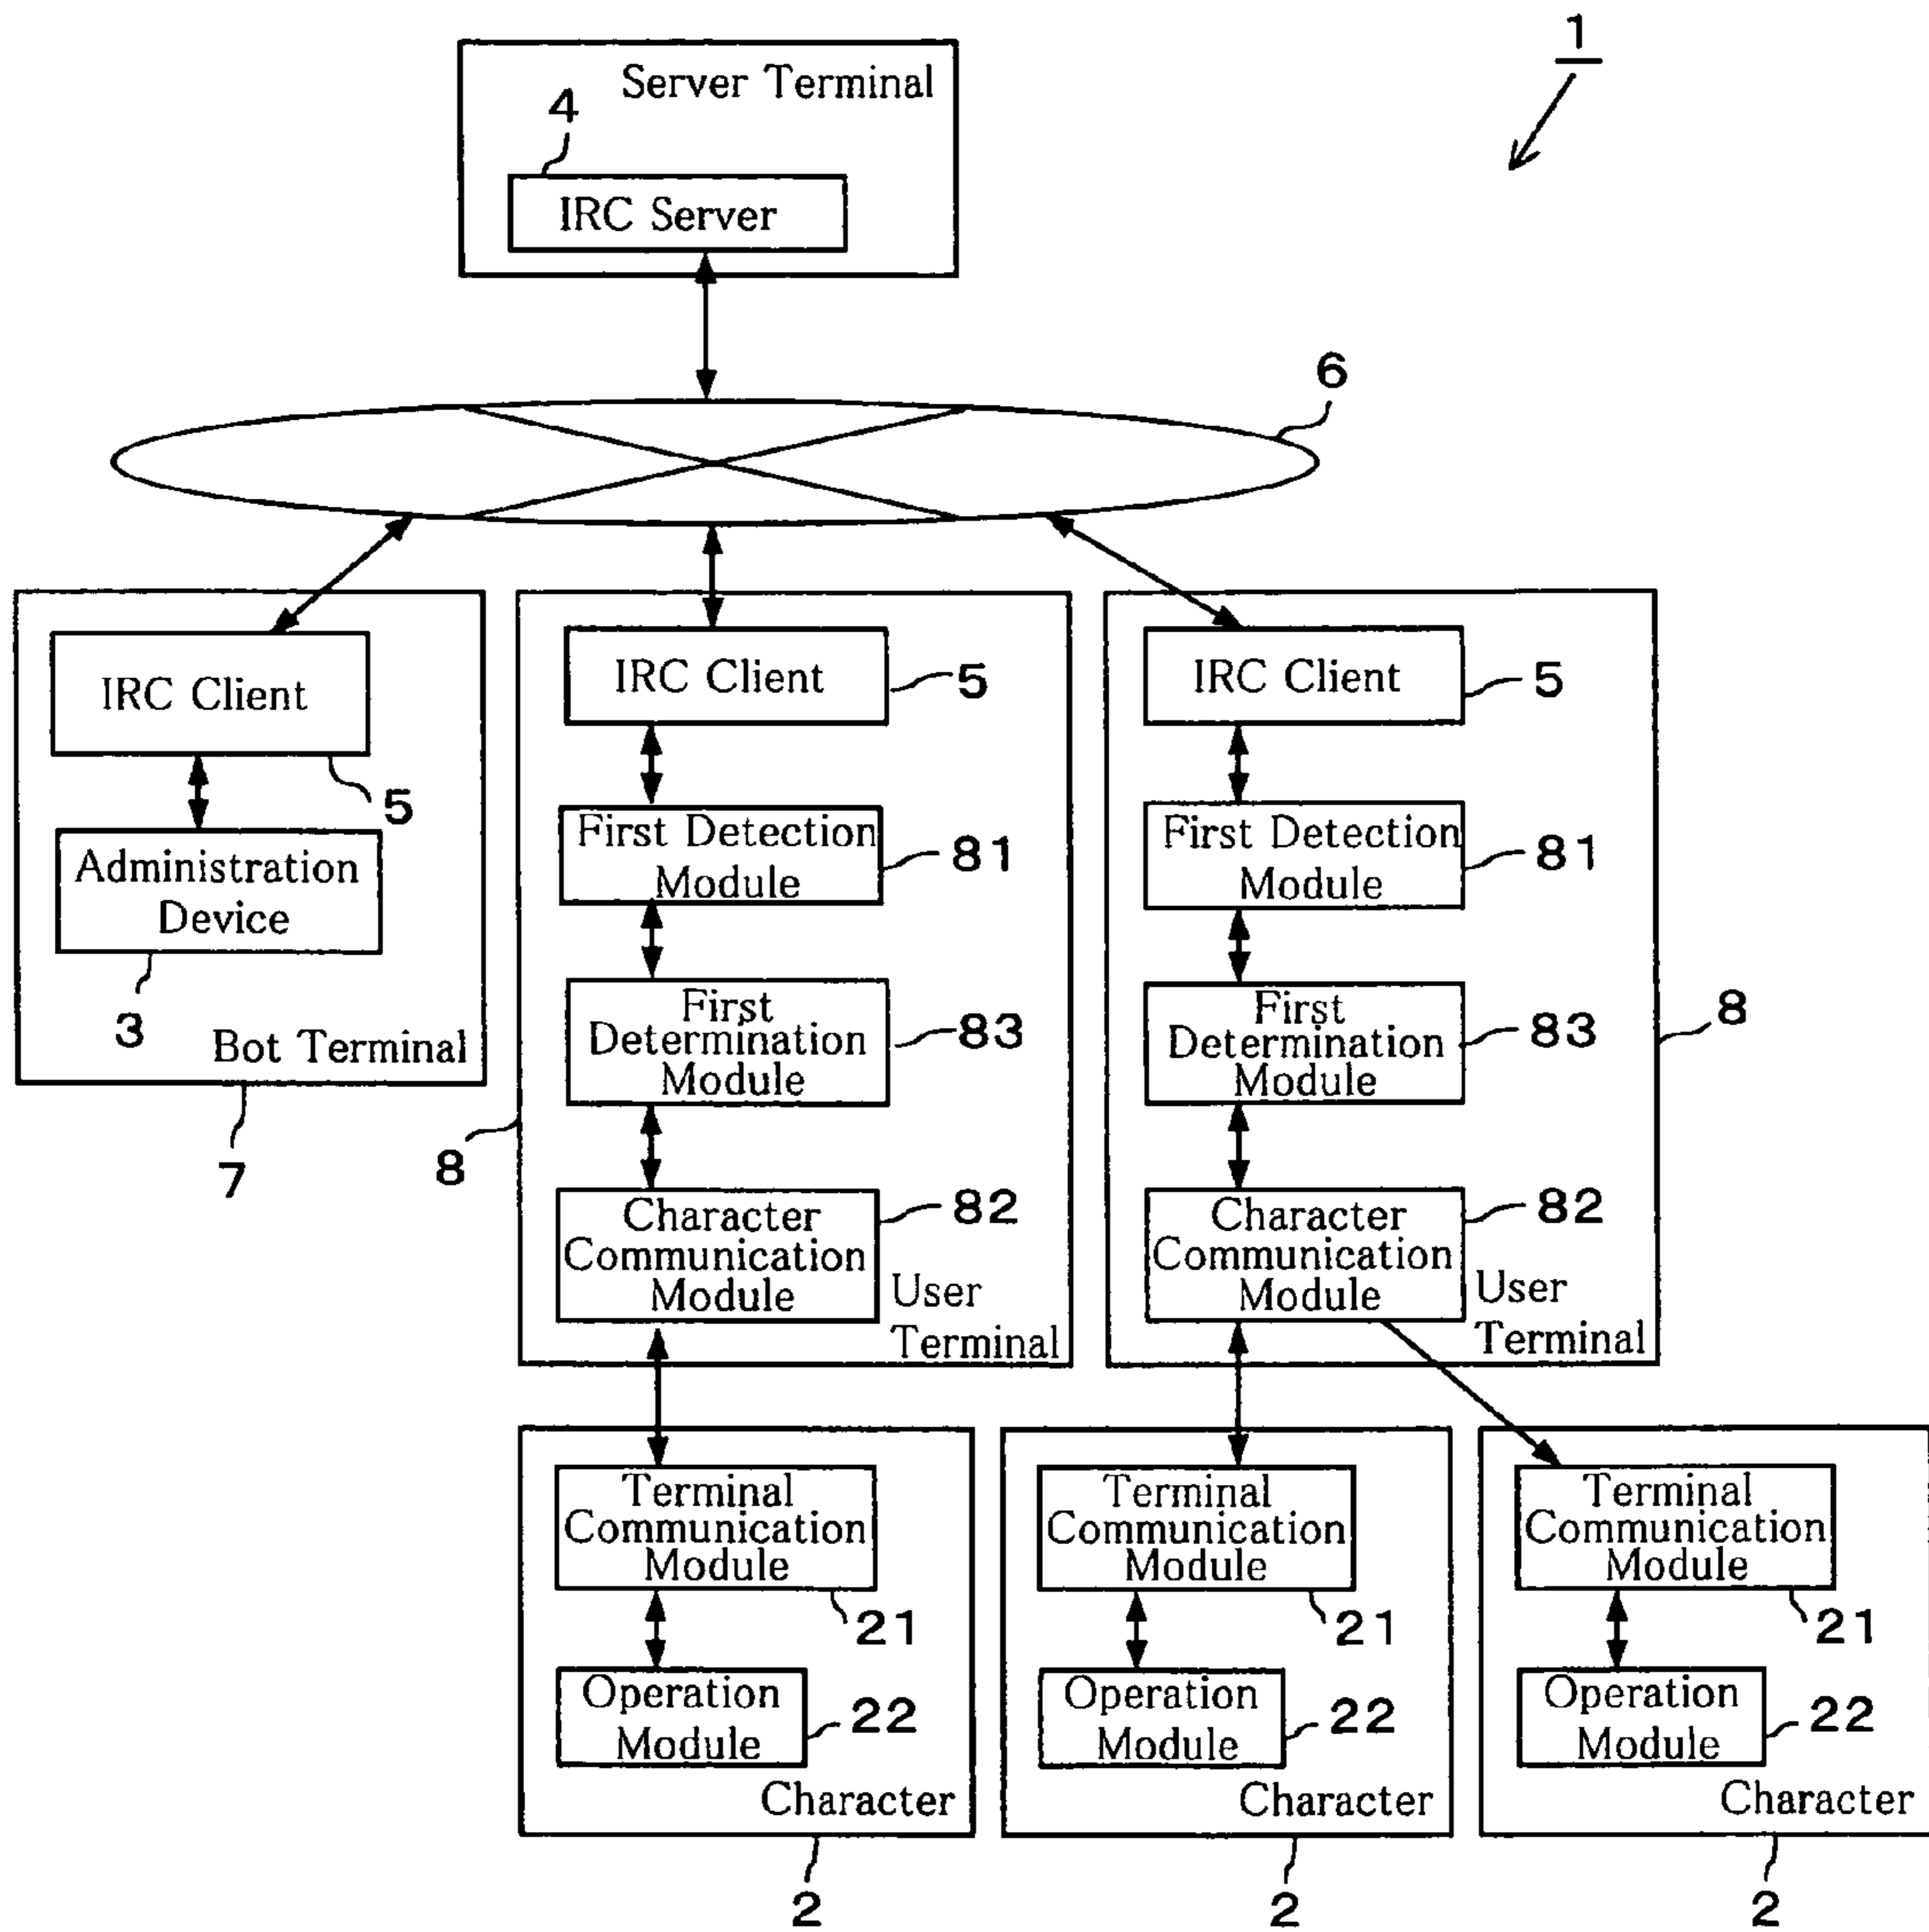 1
Server Terminal
4
IRC Server
6
IRC Client
5
Administration
Device
3
Bot Terminal
7
IRC Client
5
First Detection
Module
81
First
Determination
Module
83
8
Character
Communication
Module
82
User
Terminal
IRC Client
5
First Detection
Module
81
First
Determination
Module
83
8
Character
Communication
Module
82
User
Terminal
Terminal
Communication
Module
21
Operation
Module
22
Character
2
Terminal
Communication
Module
21
Operation
Module
22
Character
2
Terminal
Communication
Module
21
Operation
Module
22
Character
2